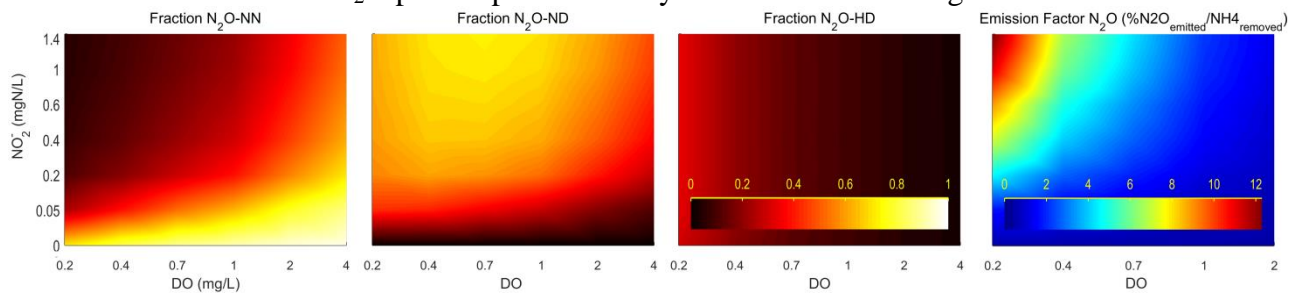 Fraction N₂O-NN
Fraction N₂O-ND
Fraction N₂O-HD
Emission Factor N₂O (%N2O_emitted/NH4_removed)
NO₂⁻ (mgN/L)
1.4
1
0.6
0.4
0.2
0.05
0
0 0.2 0.4 0.6 0.8 1
0 2 4 6 8 10 12
0.2 0.4 0.7 1 2 4
0.2 0.4 0.7 1 2 4
0.2 0.4 0.7 1 2 4
0.2 0.4 0.7 1 2
DO (mg/L)
DO
DO
DO